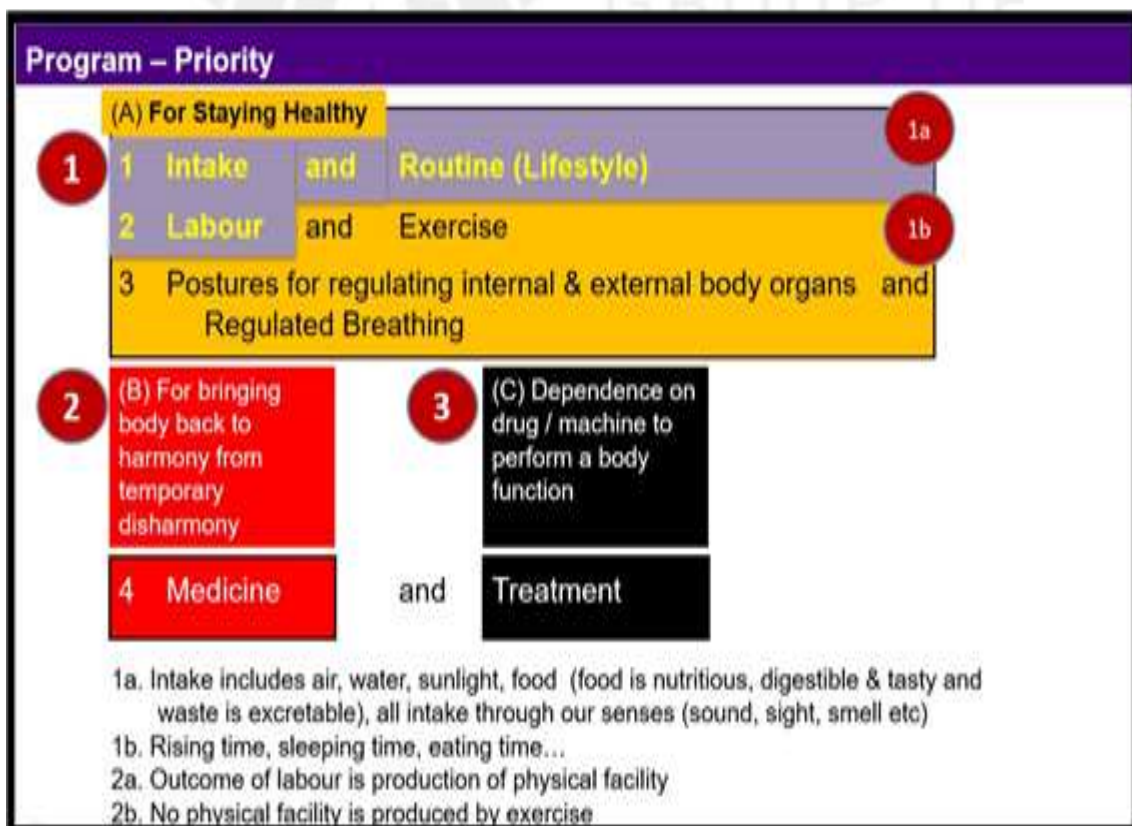 Program – Priority
(A) For Staying Healthy
1a
1
1 Intake and Routine (Lifestyle)
2 Labour and Exercise
1b
3 Postures for regulating internal & external body organs and
Regulated Breathing
2
(B) For bringing
body back to
harmony from
temporary
disharmony
3
(C) Dependence on
drug / machine to
perform a body
function
4 Medicine and Treatment
1a. Intake includes air, water, sunlight, food (food is nutritious, digestible & tasty and
waste is excretable), all intake through our senses (sound, sight, smell etc)
1b. Rising time, sleeping time, eating time…
2a. Outcome of labour is production of physical facility
2b. No physical facility is produced by exercise